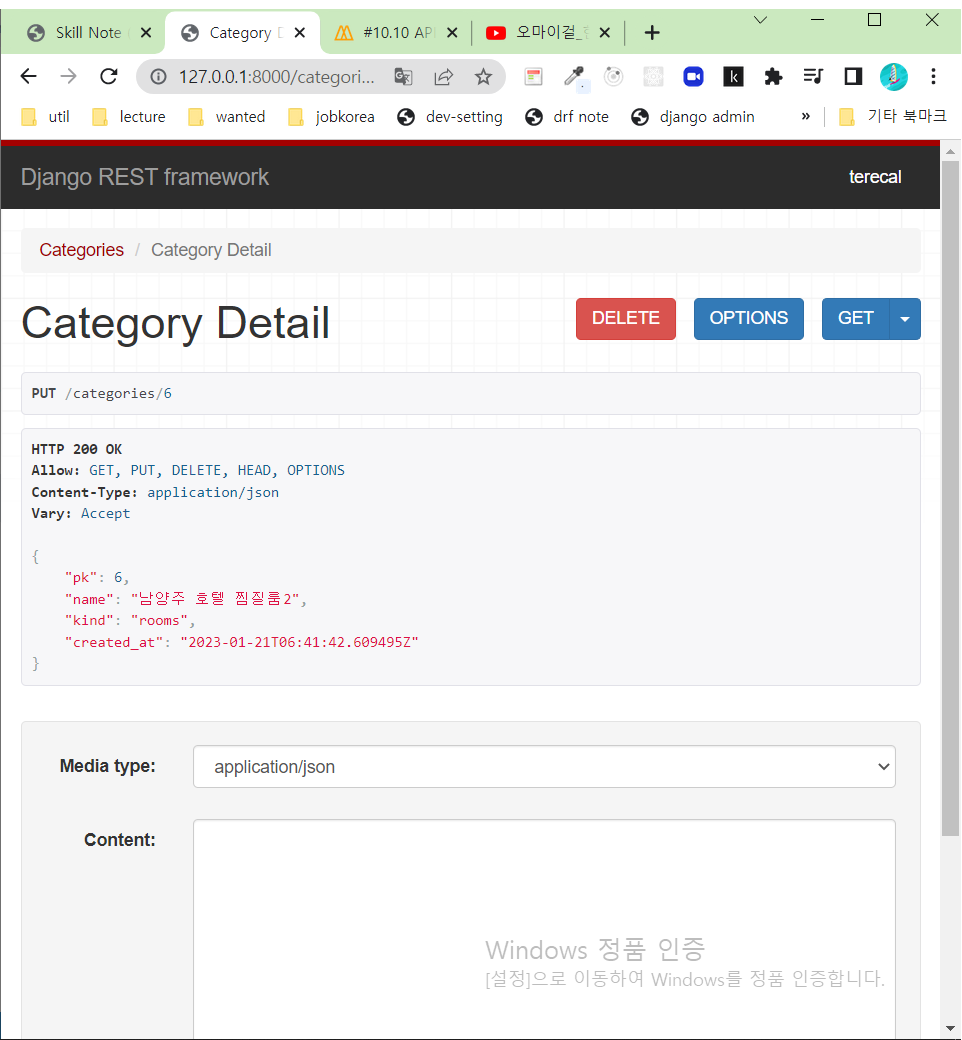 Skill Note
Category D
#10.10 AP
오마이걸_
127.0.0.1:8000/categori...
util
lecture
wanted
jobkorea
dev-setting
drf note
django admin
»
기타 북마크
Django REST framework
terecal
Categories / Category Detail
Category Detail
DELETE
OPTIONS
GET
PUT /categories/6
HTTP 200 OK
Allow: GET, PUT, DELETE, HEAD, OPTIONS
Content-Type: application/json
Vary: Accept
{
"pk": 6,
"name": "남양주 호텔 찜질룸2",
"kind": "rooms",
"created_at": "2023-01-21T06:41:42.609495Z"
}
Media type:
application/json
Content:
Windows 정품 인증
[설정]으로 이동하여 Windows를 정품 인증합니다.